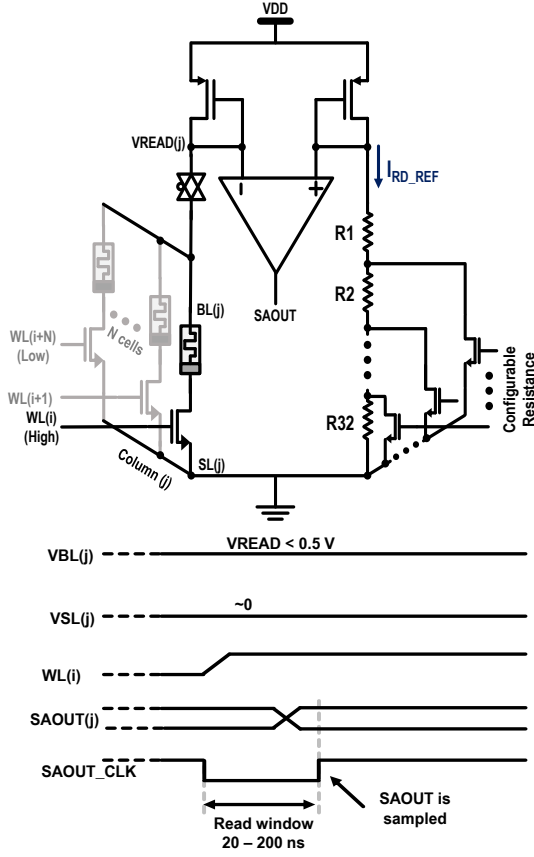 VDD
VREAD(j)
I_RD_REF
R1
R2
BL(j)
SAOUT
WL(i+N)
(Low)
N cells
WL(i+1)
WL(i)
(High)
Column (j)
SL(j)
R32
Configurable
Resistance
-
+
VBL(j)
VREAD < 0.5 V
VSL(j)
~0
WL(i)
SAOUT(j)
SAOUT_CLK
Read window
20 – 200 ns
SAOUT is
sampled